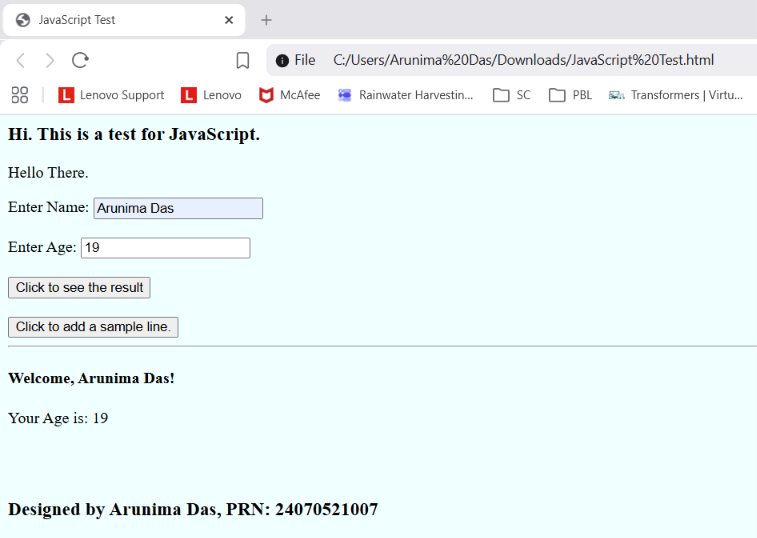 JavaScript Test
File C:/Users/Arunima%20Das/Downloads/JavaScript%20Test.html
Lenovo Support Lenovo McAfee Rainwater Harvestin... SC PBL Transformers | Virtu...
Hi. This is a test for JavaScript.
Hello There.
Enter Name: Arunima Das
Enter Age: 19
Click to see the result
Click to add a sample line.
Welcome, Arunima Das!
Your Age is: 19
Designed by Arunima Das, PRN: 24070521007